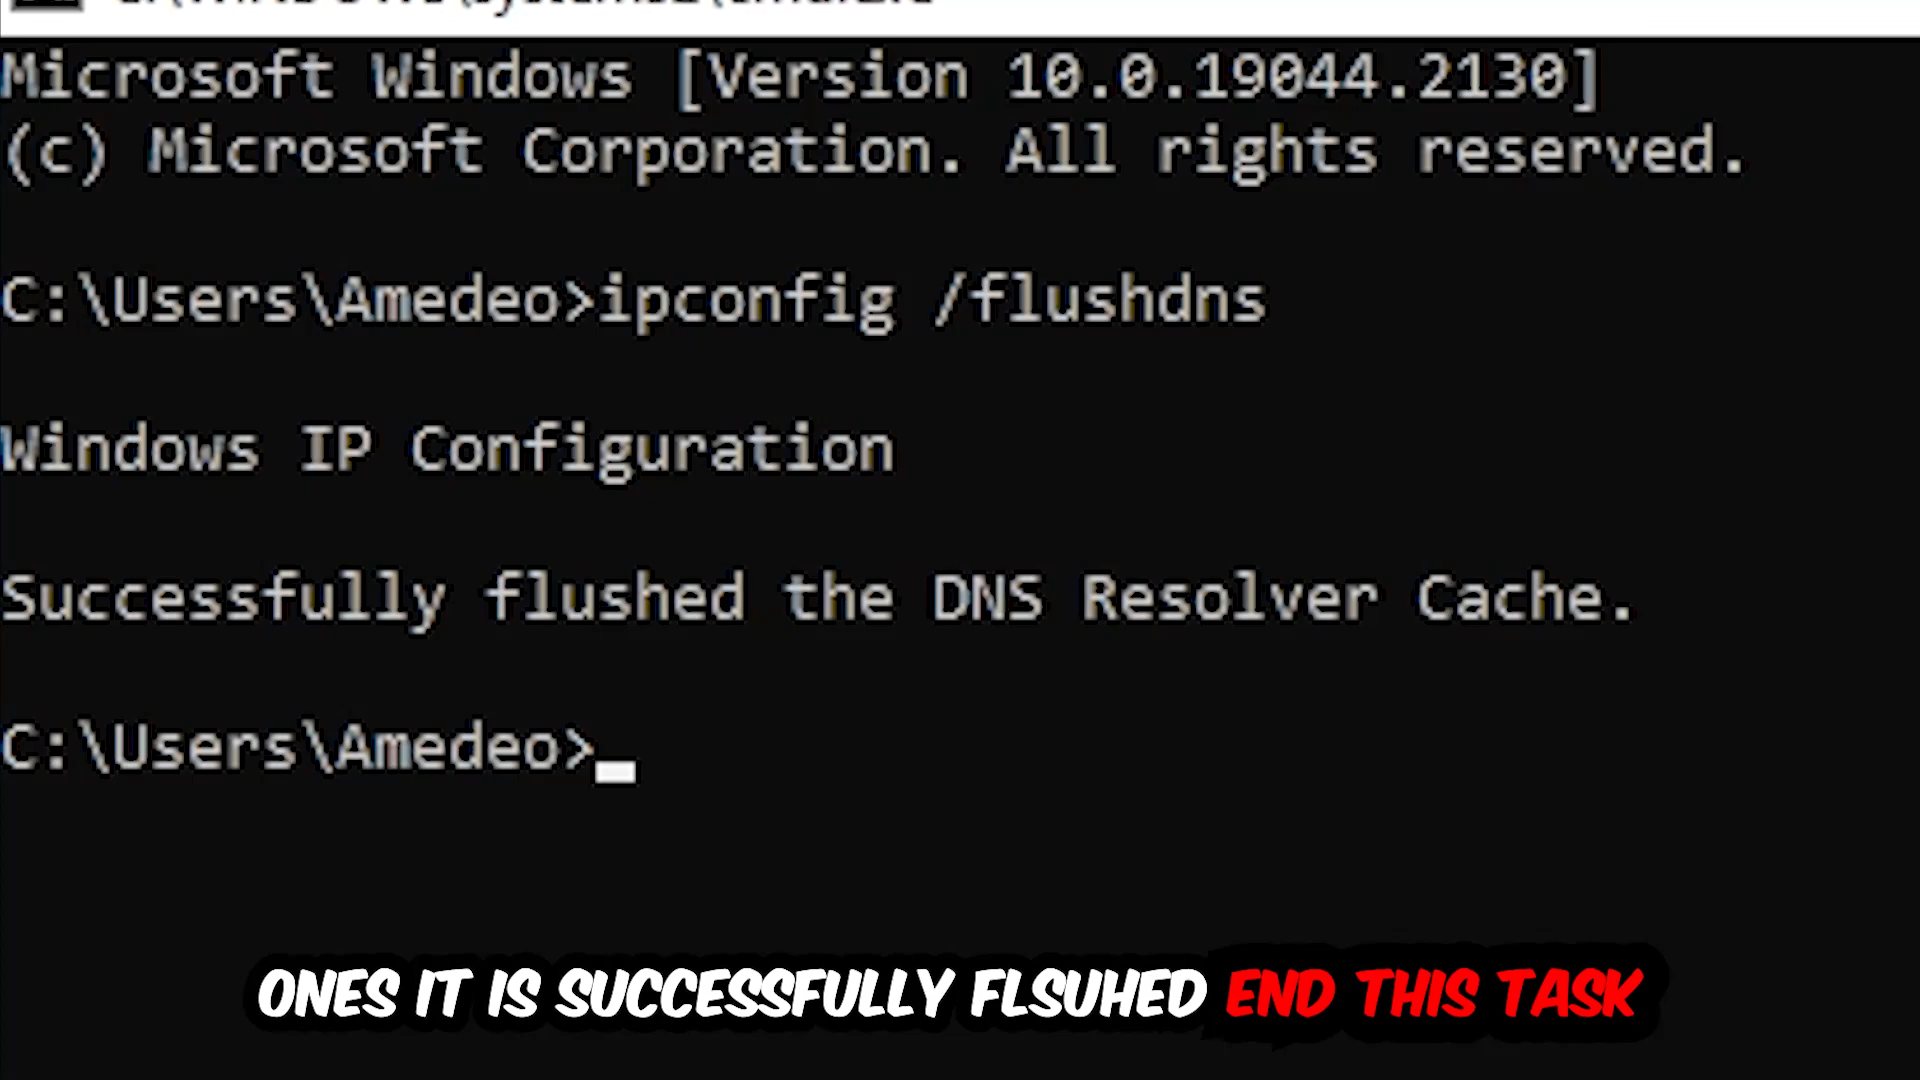 Microsoft Windows [Version 10.0.19044.2130]
(c) Microsoft Corporation. All rights reserved.
C:\Users\Amedeo>ipconfig /flushdns
Windows IP Configuration
Successfully flushed the DNS Resolver Cache.
C:\Users\Amedeo>
ONES IT IS SUCCESSFULLY FLSUHED END THIS TASK